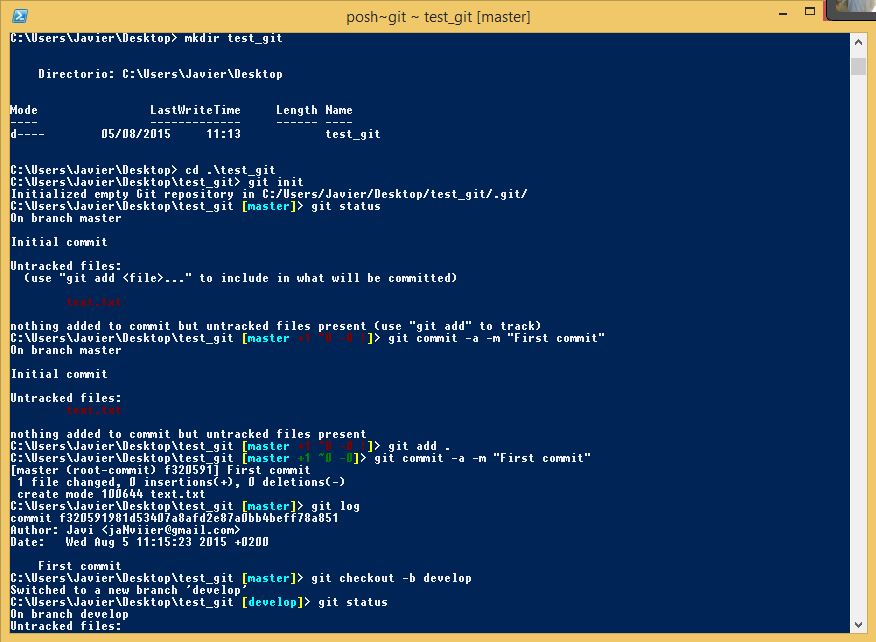 posh~git ~ test_git [master]
C:\Users\Javier\Desktop> mkdir test_git
Directorio: C:\Users\Javier\Desktop
Mode LastWriteTime Length Name
---- ------------- ------ ----
d---- 05/08/2015 11:13 test_git
C:\Users\Javier\Desktop> cd .\test_git
C:\Users\Javier\Desktop\test_git> git init
Initialized empty Git repository in C:/Users/Javier/Desktop/test_git/.git/
C:\Users\Javier\Desktop\test_git [master]> git status
On branch master
Initial commit
Untracked files:
(use "git add <file>..." to include in what will be committed)
text.txt
nothing added to commit but untracked files present (use "git add" to track)
C:\Users\Javier\Desktop\test_git [master +1 ~0 -0 !]> git commit -a -m "First commit"
On branch master
Initial commit
Untracked files:
text.txt
nothing added to commit but untracked files present
C:\Users\Javier\Desktop\test_git [master +1 ~0 -0 !]> git add .
C:\Users\Javier\Desktop\test_git [master +1 ~0 -0]> git commit -a -m "First commit"
[master (root-commit) f320591] First commit
1 file changed, 0 insertions(+), 0 deletions(-)
create mode 100644 text.txt
C:\Users\Javier\Desktop\test_git [master]> git log
commit f320591981d53407a8afd2e87a0bb4beff78a851
Author: Javi <jaNviier@gmail.com>
Date: Wed Aug 5 11:15:23 2015 +0200
First commit
C:\Users\Javier\Desktop\test_git [master]> git checkout -b develop
Switched to a new branch 'develop'
C:\Users\Javier\Desktop\test_git [develop]> git status
On branch develop
Untracked files: